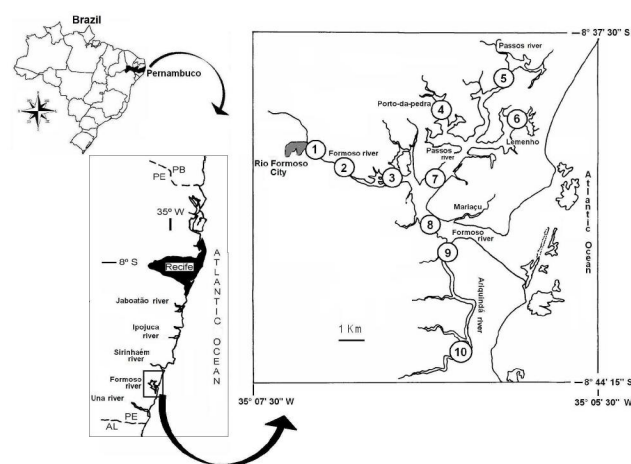 Brazil
Pernambuco
PB
PE
35º W
8º S
Recife
ATLANTIC OCEAN
Jaboatão river
Ipojuca river
Sirinhaém river
Formoso river
Una river
PE
AL
8° 37' 30" S
Passos river
5
Porto-da-pedra
4
6
Lemenho
1
Formoso river
Rio Formoso City
2
3
Passos river
7
Mariaçu
8
Formoso river
9
Atlantic Ocean
Ariquindá river
1 Km
10
8° 44' 15" S
35° 07' 30" W
35° 05' 30" W